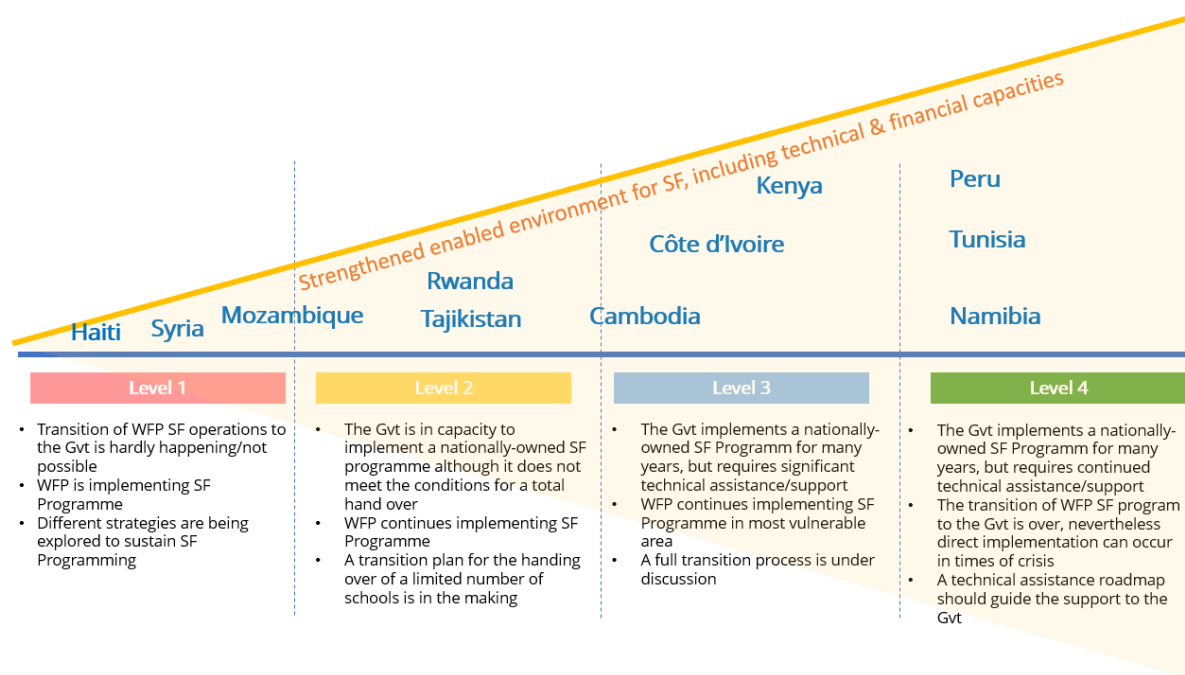 Strengthened enabled environment for SF, including technical & financial capacities
Kenya
Peru
Côte d'Ivoire
Tunisia
Rwanda
Haiti
Syria
Mozambique
Tajikistan
Cambodia
Namibia
Level 1
• Transition of WFP SF operations to
the Gvt is hardly happening/not
possible
• WFP is implementing SF
Programme
• Different strategies are being
explored to sustain SF
Programming
Level 2
• The Gvt is in capacity to
implement a nationally-owned SF
programme although it does not
meet the conditions for a total
hand over
• WFP continues implementing SF
Programme
• A transition plan for the handing
over of a limited number of
schools is in the making
Level 3
• The Gvt implements a nationally-
owned SF Programm for many
years, but requires significant
technical assistance/support
• WFP continues implementing SF
Programme in most vulnerable
area
• A full transition process is under
discussion
Level 4
• The Gvt implements a nationally-
owned SF Programm for many
years, but requires continued
technical assistance/support
• The transition of WFP SF program
to the Gvt is over, nevertheless
direct implementation can occur
in times of crisis
• A technical assistance roadmap
should guide the support to the
Gvt